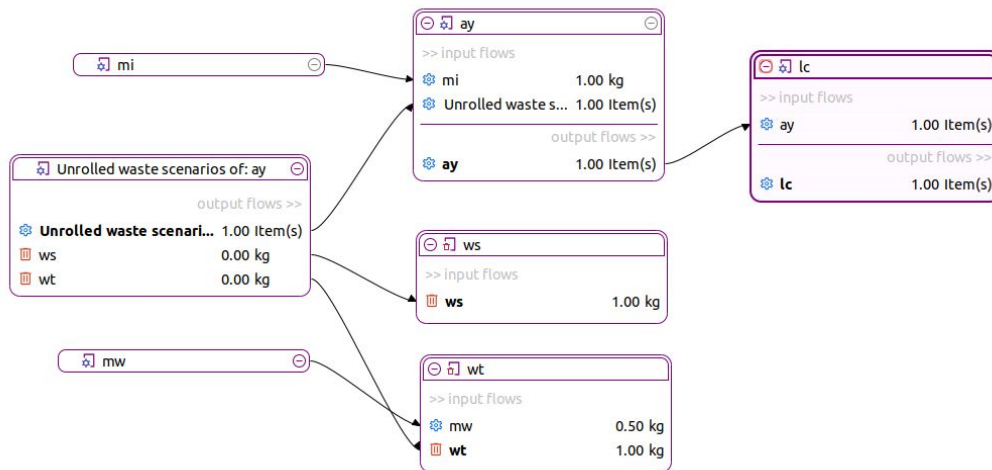 mi
ay
>> input flows
mi 1.00 kg
Unrolled waste s... 1.00 Item(s)
output flows >>
ay 1.00 Item(s)
lc
>> input flows
ay 1.00 Item(s)
output flows >>
lc 1.00 Item(s)
Unrolled waste scenarios of: ay
output flows >>
Unrolled waste scenari... 1.00 Item(s)
ws 0.00 kg
wt 0.00 kg
ws
>> input flows
ws 1.00 kg
mw
wt
>> input flows
mw 0.50 kg
wt 1.00 kg